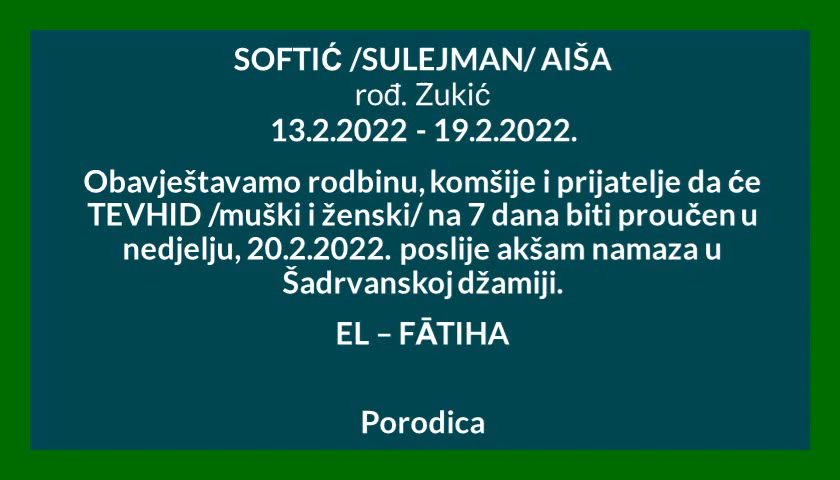 SOFTIĆ /SULEJMAN/ AIŠA
rođ. Zukić
13.2.2022 - 19.2.2022.
Obavještavamo rodbinu, komšije i prijatelje da će
TEVHID /muški i ženski/ na 7 dana biti proučen u
nedjelju, 20.2.2022. poslije akšam namaza u
Šadrvanskoj džamiji.
EL – FĀTIHA
Porodica